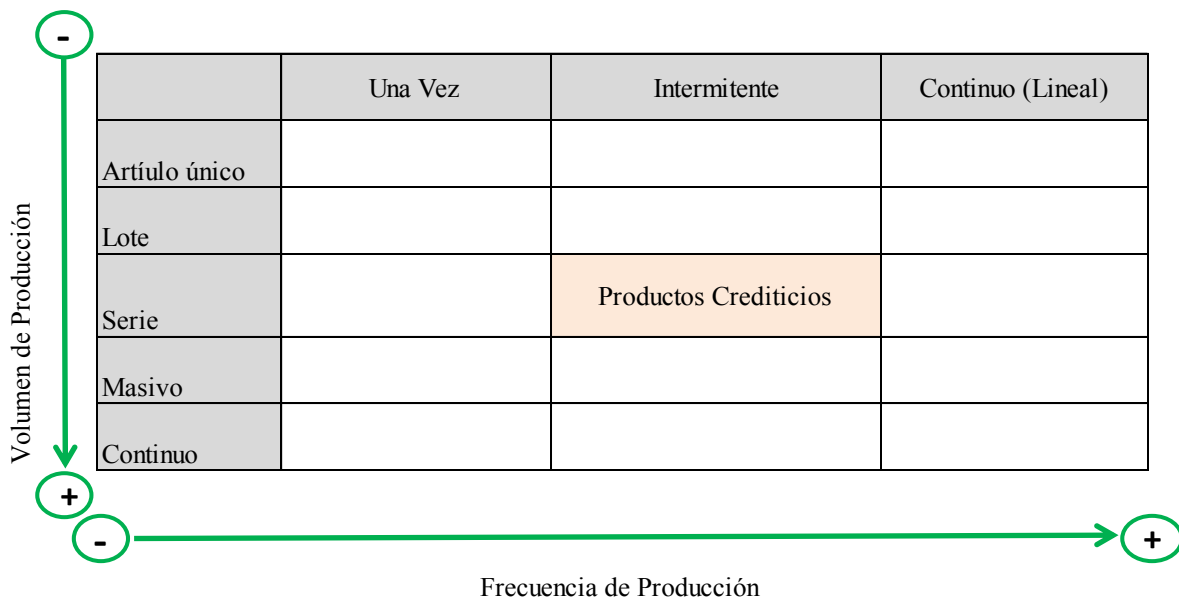 -
Una Vez Intermitente Continuo (Lineal)
Artíulo único
Lote
Serie Productos Crediticios
Masivo
Continuo
Volumen de Producción
+
- +
Frecuencia de Producción